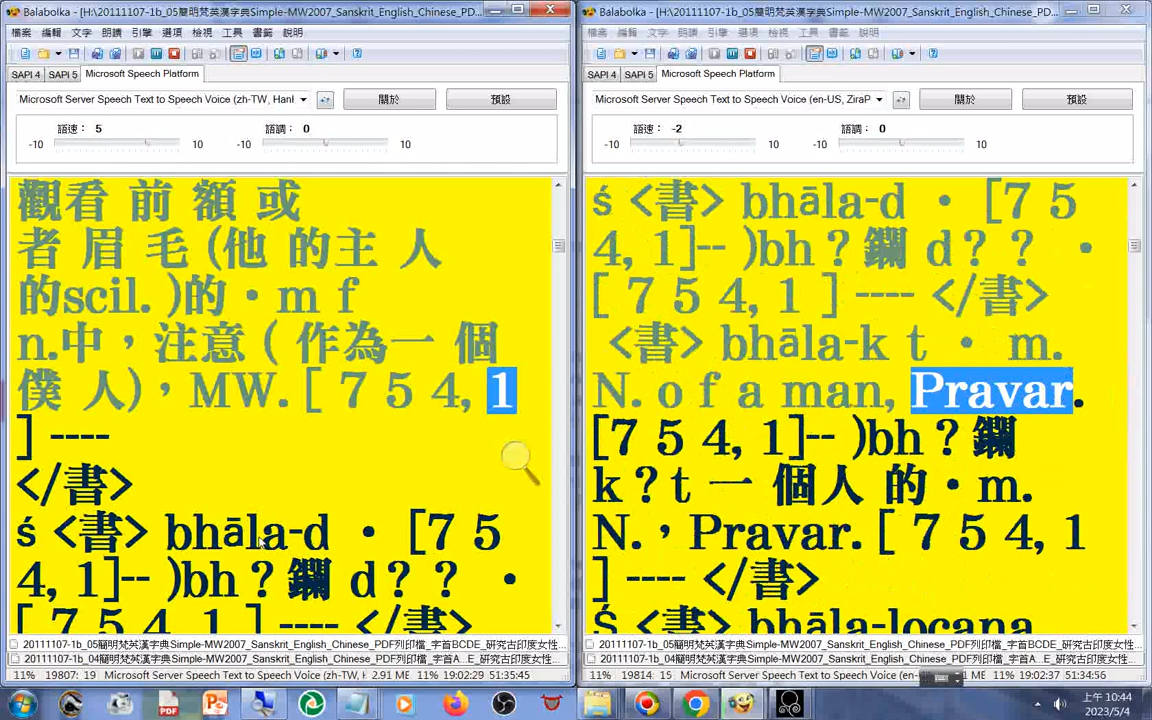 Balabolka - [H:\20111107-1b_05簡明梵英漢字典Simple-MW2007_Sanskrit_English_Chinese_PD...
檔案 編輯 文字 朗讀 引擎 選項 檢視 工具 書籤 說明
SAPI 4 SAPI 5 Microsoft Speech Platform
Microsoft Server Speech Text to Speech Voice (zh-TW, Hanl
關於 預設
語速： 5 語調： 0
-10 10 -10 10
觀看 前 額 或
者 眉 毛 (他 的主 人
的scil. )的・m f
n.中，注意 ( 作為一 個
僕 人)，MW. [ 7 5 4, 1
] ----
</書>
ś <書> bhāla-d ・ [7 5
4, 1]-- )bh？鑭 d？？ ・
[ 7 5 4, 1 ] ---- </書>
20111107-1b_05簡明梵英漢字典Simple-MW2007_Sanskrit_English_Chinese_PDF列印檔_字首BCDE_研究古印度女性...
20111107-1b_04簡明梵英漢字典Simple-MW2007_Sanskrit_English_Chinese_PDF列印檔_字首A...E_研究古印度女性...
11% 19807: 19 Microsoft Server Speech Text to Speech Voice (zh-TW, H 2.91 ME 11% 19:02:29 51:35:45
Balabolka - [H:\20111107-1b_05簡明梵英漢字典Simple-MW2007_Sanskrit_English_Chinese_PDF...
檔案 編輯 文字 朗讀 引擎 選項 檢視 工具 書籤 說明
SAPI 4 SAPI 5 Microsoft Speech Platform
Microsoft Server Speech Text to Speech Voice (en-US, ZiraP
關於 預設
語速： -2 語調： 0
-10 10 -10 10
ś <書> bhāla-d ・ [7 5
4, 1]-- )bh？鑭 d？？ ・
[ 7 5 4, 1 ] ---- </書>
<書> bhāla-k t ・ m.
N. o f a man, Pravar.
[7 5 4, 1]-- )bh？鑭
k？t 一 個人 的・m.
N.，Pravar. [ 7 5 4, 1
] ---- </書>
Ś <書> bhāla-locana
20111107-1b_05簡明梵英漢字典Simple-MW2007_Sanskrit_English_Chinese_PDF列印檔_字首BCDE_研究古印度女性...
20111107-1b_04簡明梵英漢字典Simple-MW2007_Sanskrit_English_Chinese_PDF列印檔_字首A...E_研究古印度女性...
11% 19814: 15 Microsoft Server Speech Text to Speech Voice (en-US, ME 11% 19:02:37 51:34:56
上午 10:44
2023/5/4